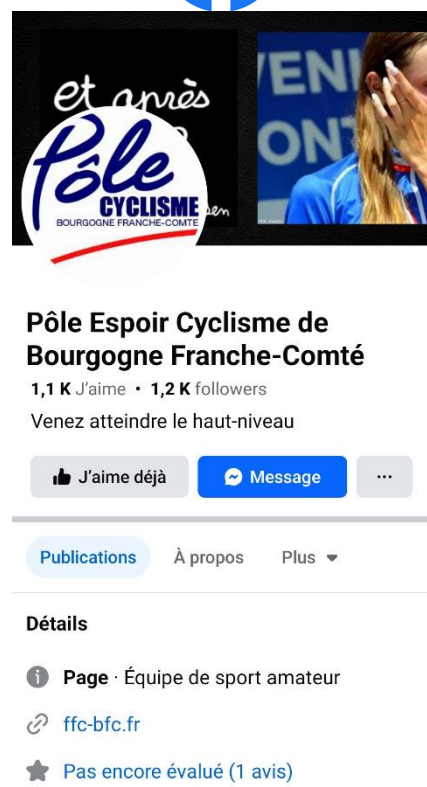 et après
VENI
ON
Pôle
CYCLISME
BOURGOGNE FRANCHE-COMTE
Pôle Espoir Cyclisme de
Bourgogne Franche-Comté
1,1 K J’aime • 1,2 K followers
Venez atteindre le haut-niveau
J’aime déjà
Message
...
Publications
À propos
Plus
Détails
Page · Équipe de sport amateur
ffc-bfc.fr
Pas encore évalué (1 avis)